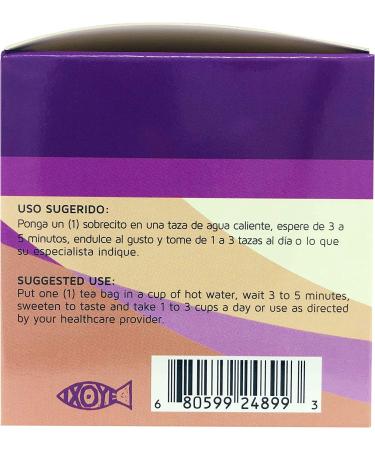 USO SUGERIDO:
Ponga un (1) sobrecito en una taza de agua caliente, espere de 3 a
5 minutos, endulce al gusto y tome de 1 a 3 tazas al día o lo que
su especialista indique.
SUGGESTED USE:
Put one (1) tea bag in a cup of hot water, wait 3 to 5 minutes,
sweeten to taste and take 1 to 3 cups a day or use as directed
by your healthcare provider.
IXOYE
6 80599 24899 3